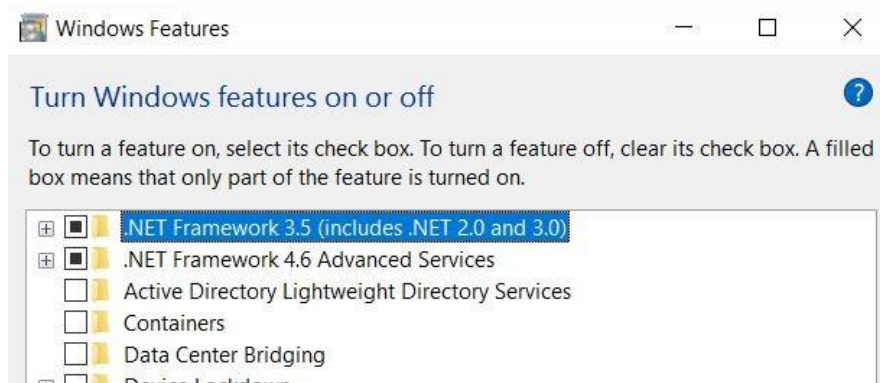 Windows Features
Turn Windows features on or off
To turn a feature on, select its check box. To turn a feature off, clear its check box. A filled
box means that only part of the feature is turned on.
.NET Framework 3.5 (includes .NET 2.0 and 3.0)
.NET Framework 4.6 Advanced Services
Active Directory Lightweight Directory Services
Containers
Data Center Bridging
Device Lockdown